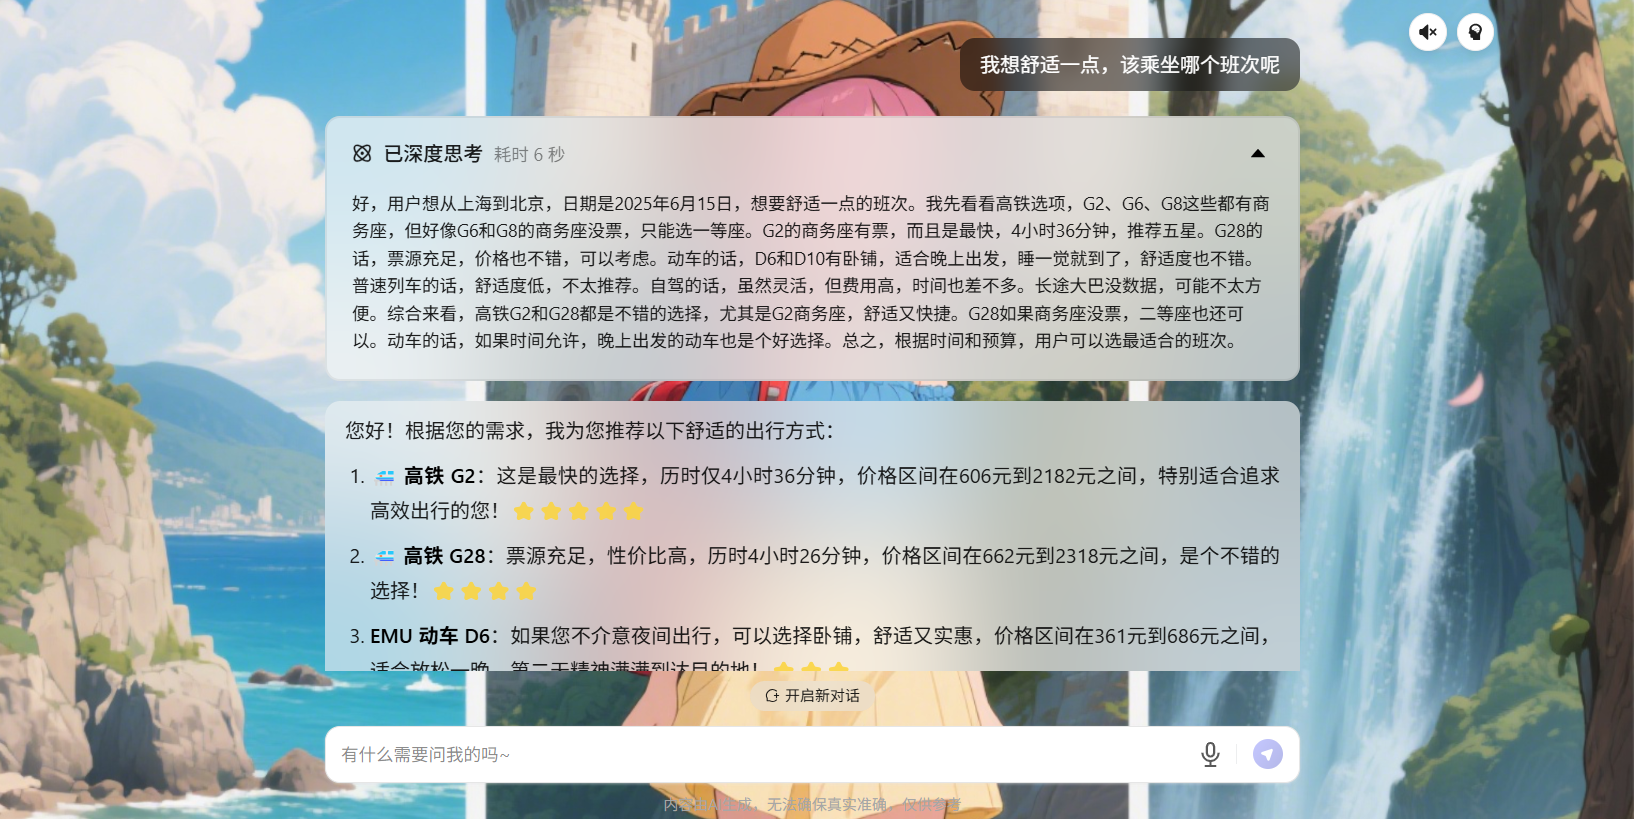 我想舒适一点，该乘坐哪个班次呢
已深度思考 耗时 6 秒
好，用户想从上海到北京，日期是2025年6月15日，想要舒适一点的班次。我先看看高铁选项，G2、G6、G8这些都有商
务座，但好像G6和G8的商务座没票，只能选一等座。G2的商务座有票，而且是最快，4小时36分钟，推荐五星。G28的
话，票源充足，价格也不错，可以考虑。动车的话，D6和D10有卧铺，适合晚上出发，睡一觉就到了，舒适度也不错。
普速列车的话，舒适度低，不太推荐。自驾的话，虽然灵活，但费用高，时间也差不多。长途大巴没数据，可能不太方
便。综合来看，高铁G2和G28都是不错的选择，尤其是G2商务座，舒适又快捷。G28如果商务座没票，二等座也还可
以。动车的话，如果时间允许，晚上出发的动车也是个好选择。总之，根据时间和预算，用户可以选最适合的班次。
您好！根据您的需求，我为您推荐以下舒适的出行方式：
1. 高铁 G2：这是最快的选择，历时仅4小时36分钟，价格区间在606元到2182元之间，特别适合追求
高效出行的您！
2. 高铁 G28：票源充足，性价比高，历时4小时26分钟，价格区间在662元到2318元之间，是个不错的
选择！
3. EMU 动车 D6：如果您不介意夜间出行，可以选择卧铺，舒适又实惠，价格区间在361元到686元之间，
适合放松一晚，第二天精神满满到达目的地！
开启新对话
有什么需要问我的吗~
内容由AI生成，无法确保真实准确，仅供参考